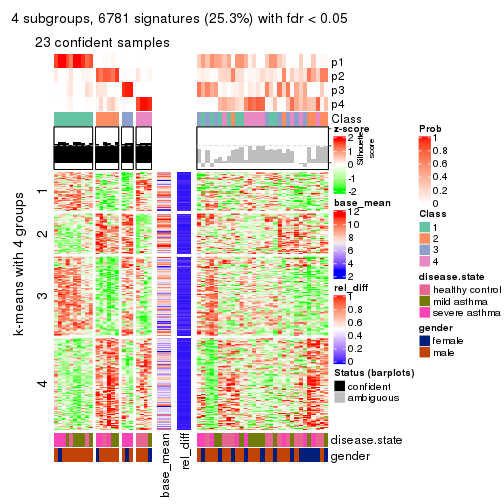 4 subgroups, 6781 signatures (25.3%) with fdr < 0.05
23 confident samples
p1
p2
p3
p4
Class
z-score
2
1
0
-1
-2
Silhouette
score
base_mean
12
10
8
6
4
2
rel_diff
1
0.8
0.6
0.4
0.2
0
Status (barplots)
confident
ambiguous
Prob
1
0.8
0.6
0.4
0.2
0
Class
1
2
3
4
disease.state
healthy control
mild asthma
severe asthma
gender
female
male
k-means with 4 groups
1
2
3
4
disease.state
gender
base_mean
rel_diff